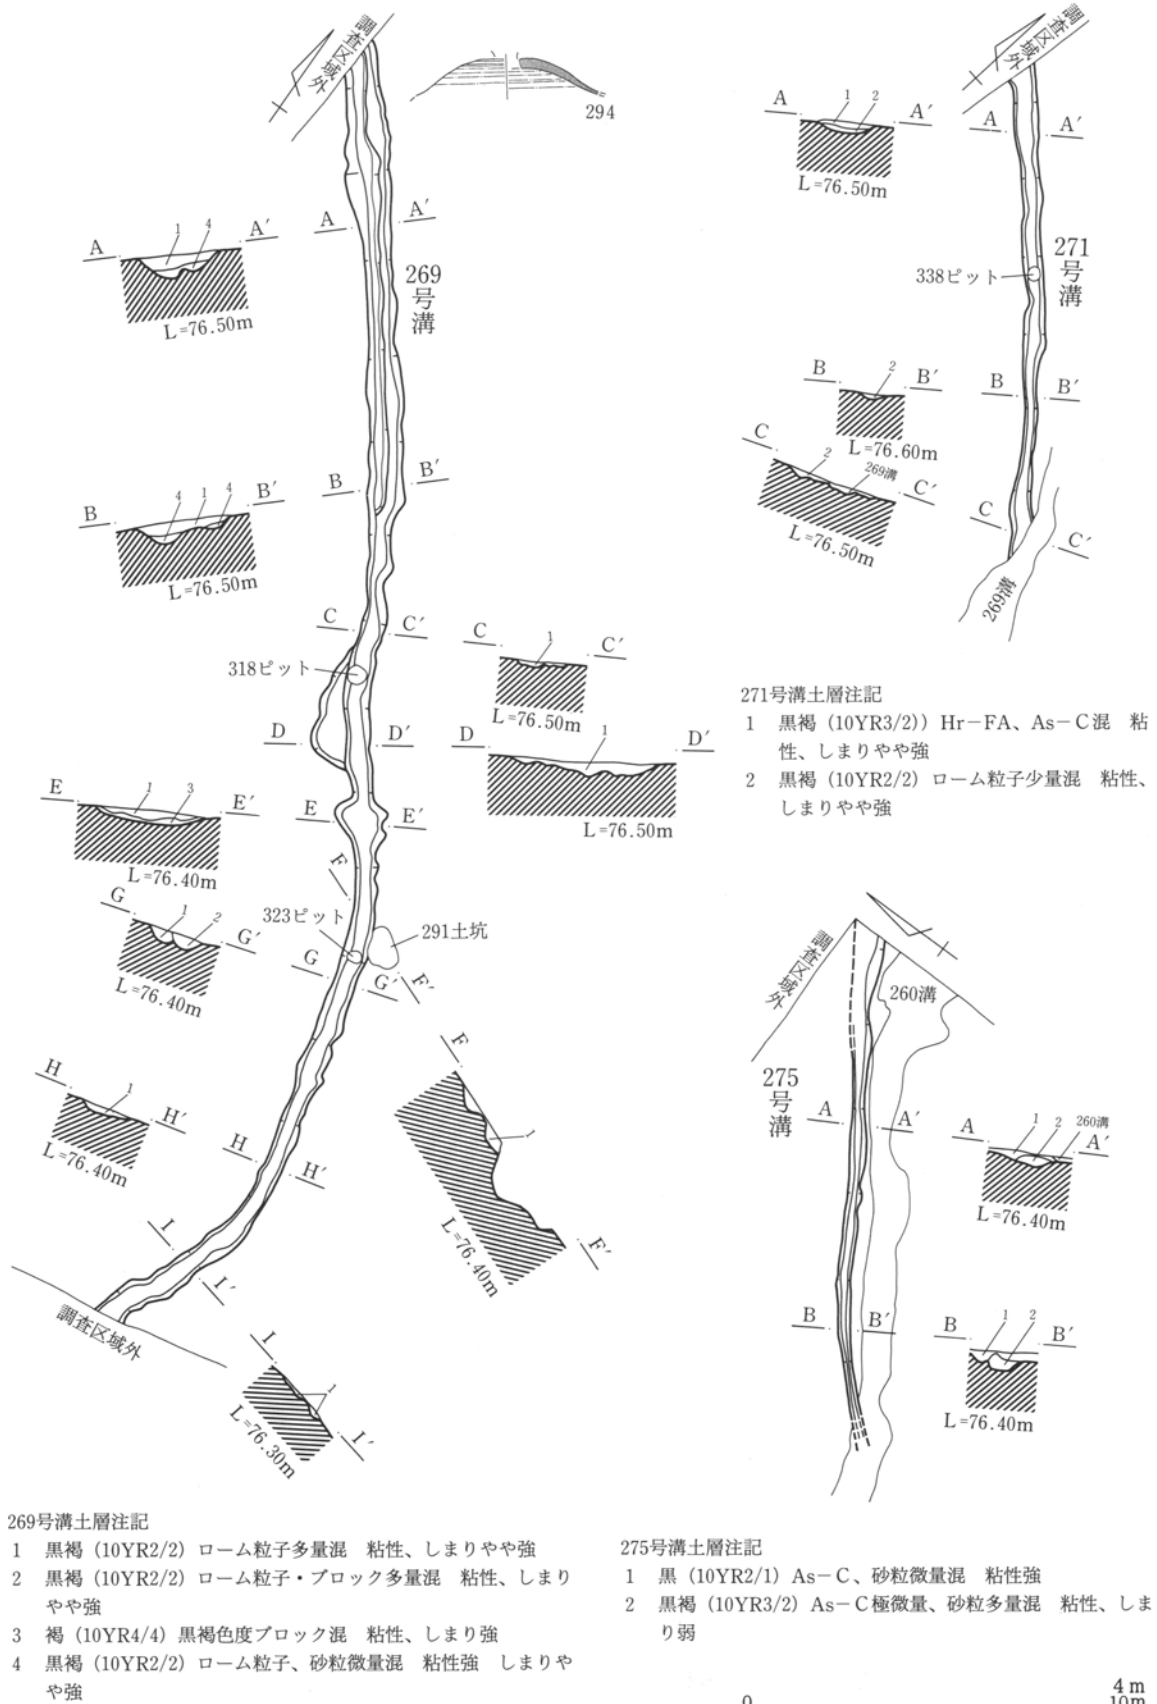 調査区域外
294
A
A′
1
4
L=76.50m
A
A′
269号溝
B
B′
4
1
4
L=76.50m
B
B′
C
C′
318ピット
C
C′
1
L=76.50m
D
D′
D
D′
1
L=76.50m
E
E′
1
3
L=76.40m
E
E′
F
323ピット
291土坑
G
G′
1
2
L=76.40m
G
G′
F′
H
H′
1
L=76.40m
H
H′
F
1
L=76.40m
F′
I
I′
調査区域外
I
1
L=76.30m
I′
調査区域外
A
A′
1
2
L=76.50m
A
A′
271号溝
338ピット
B
B′
2
L=76.60m
B
B′
C
2
269溝
C′
L=76.50m
C
C′
269溝
271号溝土層注記
1 黒褐(10YR3/2))Hr-FA、As-C混 粘
性、しまりやや強
2 黒褐(10YR2/2)ローム粒子少量混 粘性、
しまりやや強
調査区域外
260溝
275号溝
A
A′
A
1
2
260溝
A′
L=76.40m
B
B′
B
1
2
B′
L=76.40m
269号溝土層注記
1 黒褐(10YR2/2)ローム粒子多量混 粘性、しまりやや強
2 黒褐(10YR2/2)ローム粒子・ブロック多量混 粘性、しまり
やや強
3 褐(10YR4/4)黒褐色度ブロック混 粘性、しまり強
4 黒褐(10YR2/2)ローム粒子、砂粒微量混 粘性強 しまりや
や強
275号溝土層注記
1 黒(10YR2/1)As-C、砂粒微量混 粘性強
2 黒褐(10YR3/2)As-C極微量、砂粒多量混 粘性、しま
り弱
0
4m
10m